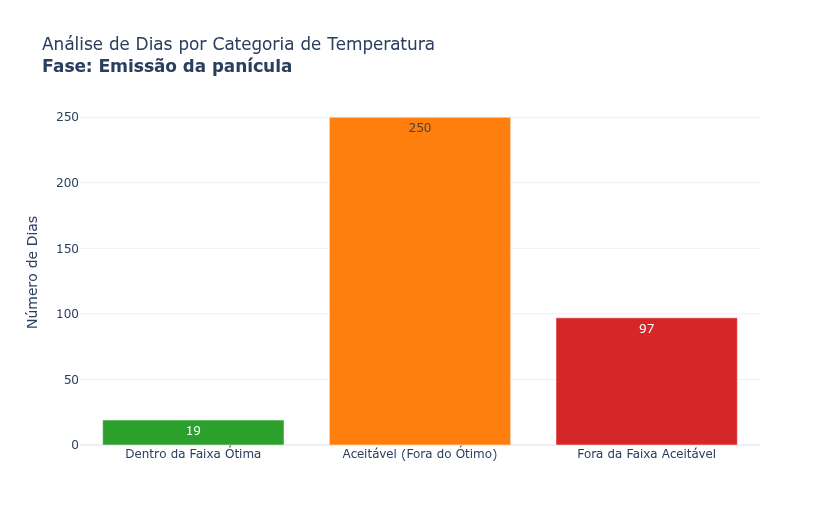 Análise de Dias por Categoria de Temperatura
Fase: Emissão da panícula
Número de Dias
250
200
150
100
50
0
19
250
97
Dentro da Faixa Ótima
Aceitável (Fora do Ótimo)
Fora da Faixa Aceitável